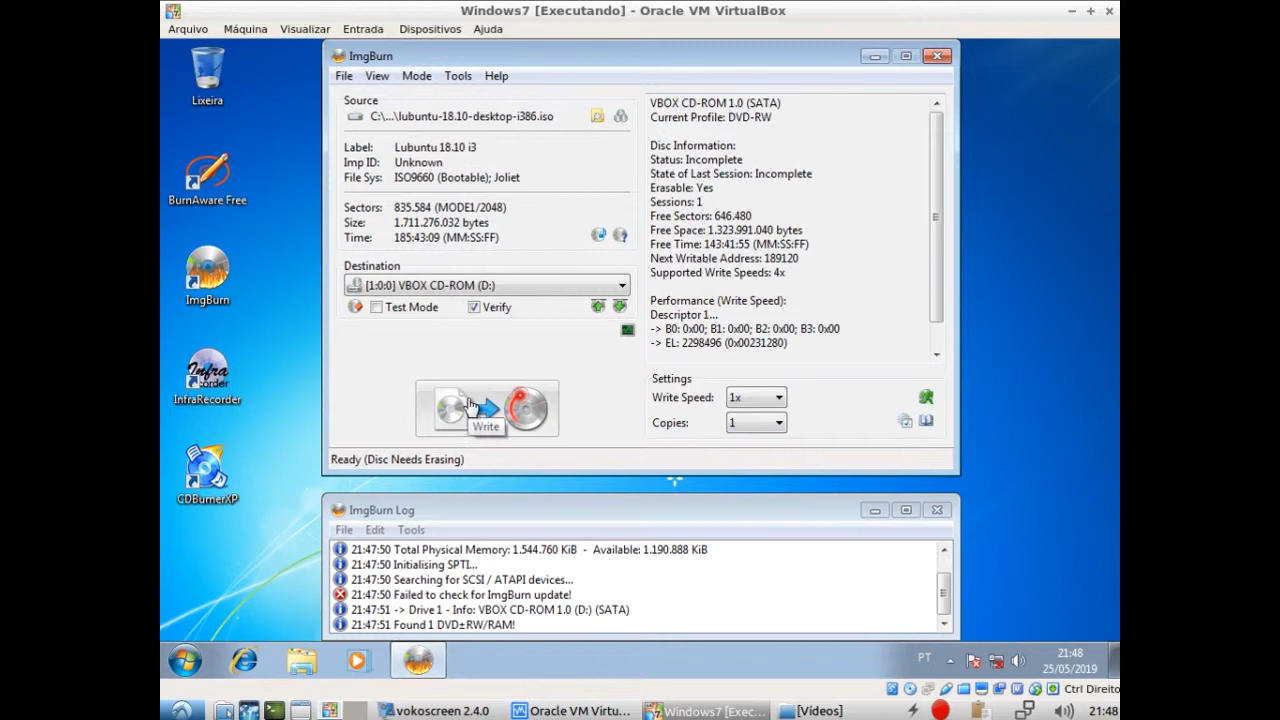 Windows7 [Executando] - Oracle VM VirtualBox
Arquivo Máquina Visualizar Entrada Dispositivos Ajuda
Lixeira
BurnAware Free
ImgBurn
Infra Recorder
InfraRecorder
CDBurnerXP
ImgBurn
File View Mode Tools Help
Source
C:\...\lubuntu-18.10-desktop-i386.iso
Label: Lubuntu 18.10 i3
Imp ID: Unknown
File Sys: ISO9660 (Bootable); Joliet
Sectors: 835.584 (MODE1/2048)
Size: 1.711.276.032 bytes
Time: 185:43:09 (MM:SS:FF)
Destination
[1:0:0] VBOX CD-ROM (D:)
Test Mode Verify
Write
VBOX CD-ROM 1.0 (SATA)
Current Profile: DVD-RW
Disc Information:
Status: Incomplete
State of Last Session: Incomplete
Erasable: Yes
Sessions: 1
Free Sectors: 646.480
Free Space: 1.323.991.040 bytes
Free Time: 143:41:55 (MM:SS:FF)
Next Writable Address: 189120
Supported Write Speeds: 4x
Performance (Write Speed):
Descriptor 1...
-> B0: 0x00; B1: 0x00; B2: 0x00; B3: 0x00
-> EL: 2298496 (0x00231280)
Settings
Write Speed: 1x
Copies: 1
Ready (Disc Needs Erasing)
ImgBurn Log
File Edit Tools
21:47:50 Total Physical Memory: 1.544.760 KiB - Available: 1.190.888 KiB
21:47:50 Initialising SPTI...
21:47:50 Searching for SCSI / ATAPI devices...
21:47:50 Failed to check for ImgBurn update!
21:47:51 -> Drive 1 - Info: VBOX CD-ROM 1.0 (D:) (SATA)
21:47:51 Found 1 DVD±RW/RAM!
PT
21:48
25/05/2019
Ctrl Direito
vokoscreen 2.4.0 Oracle VM Virtu... Windows7 [Exec... [Vídeos] 21:48